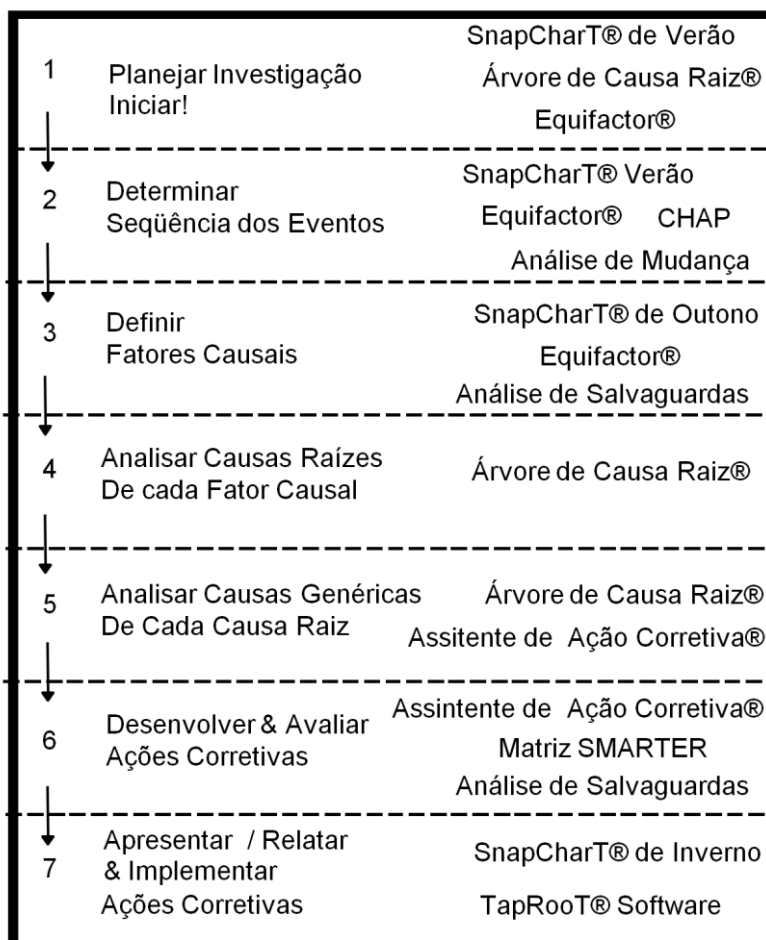 SnapCharT® de Verão
1 Planejar Investigação Árvore de Causa Raiz®
Iniciar!
Equifactor®
SnapCharT® Verão
2 Determinar
Seqüência dos Eventos Equifactor® CHAP
Análise de Mudança
3 Definir SnapCharT® de Outono
Fatores Causais Equifactor®
Análise de Salvaguardas
4 Analisar Causas Raízes Árvore de Causa Raiz®
De cada Fator Causal
5 Analisar Causas Genéricas Árvore de Causa Raiz®
De Cada Causa Raiz Assitente de Ação Corretiva®
Assintente de Ação Corretiva®
6 Desenvolver & Avaliar Matriz SMARTER
Ações Corretivas
Análise de Salvaguardas
Apresentar / Relatar
7 & Implementar SnapCharT® de Inverno
Ações Corretivas TapRooT® Software